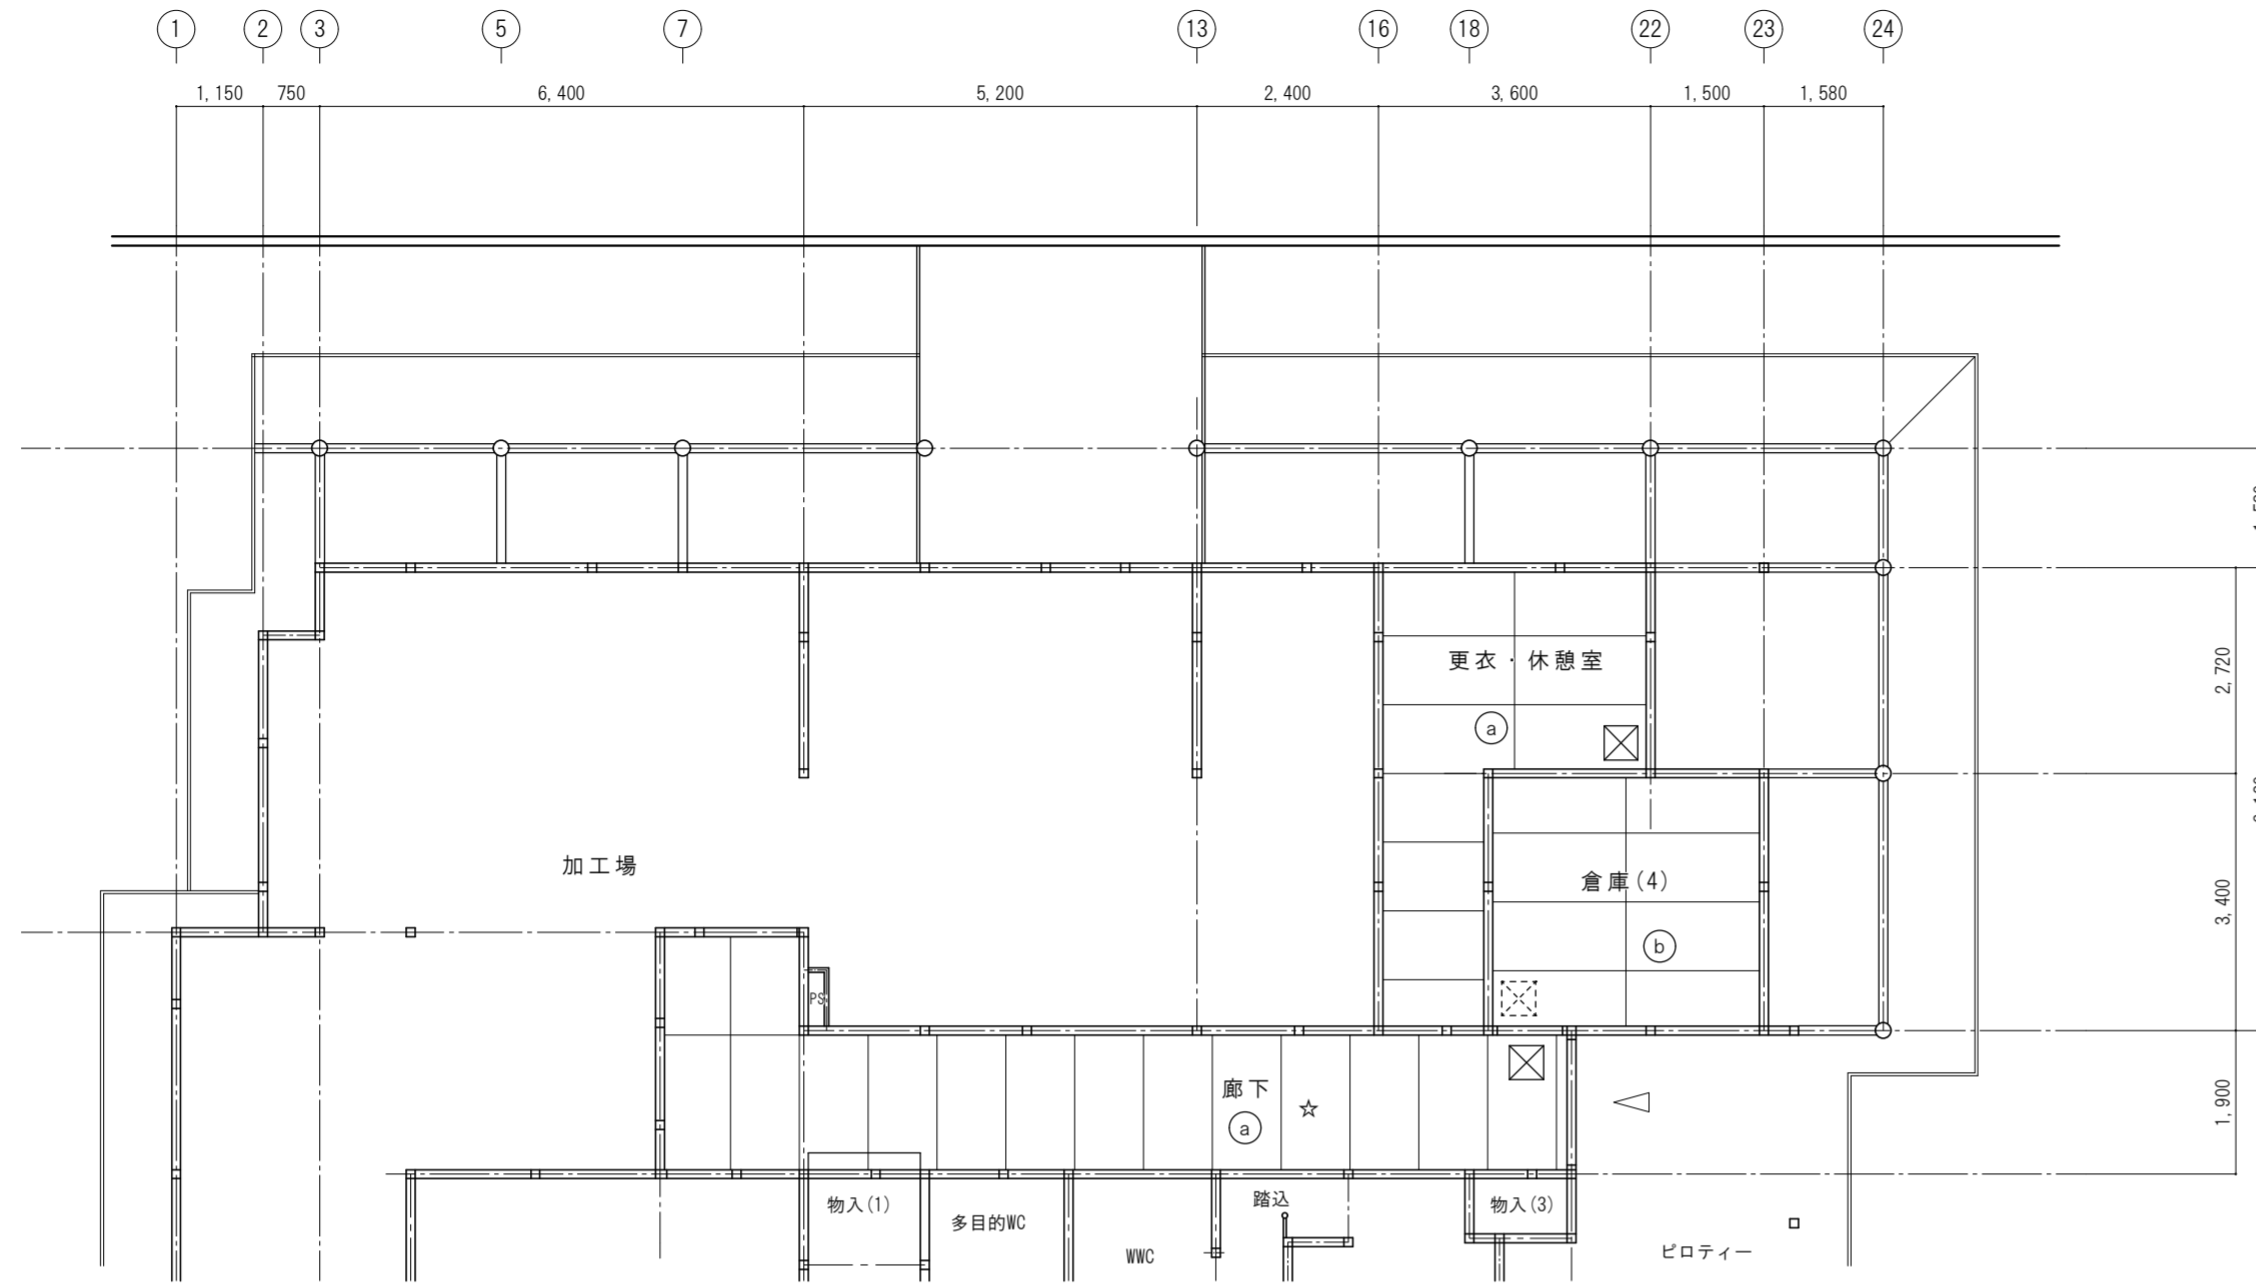 1 2 3 5 7 13 16 18 22 23 24
1,150 750 6,400 5,200 2,400 3,600 1,500 1,580
更衣・休憩室
2,720
a
加工場
倉庫(4)
3,400
b
PS
廊下
☆
a
1,900
物入(1)
踏込
物入(3)
多目的WC
WWC
ピロティー